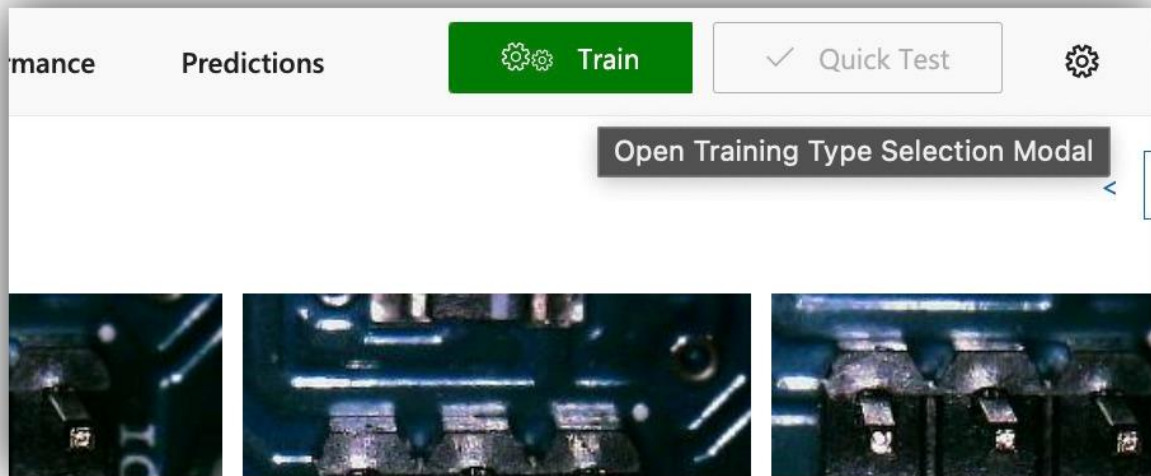 rmance
Predictions
Train
Quick Test
Open Training Type Selection Modal
<